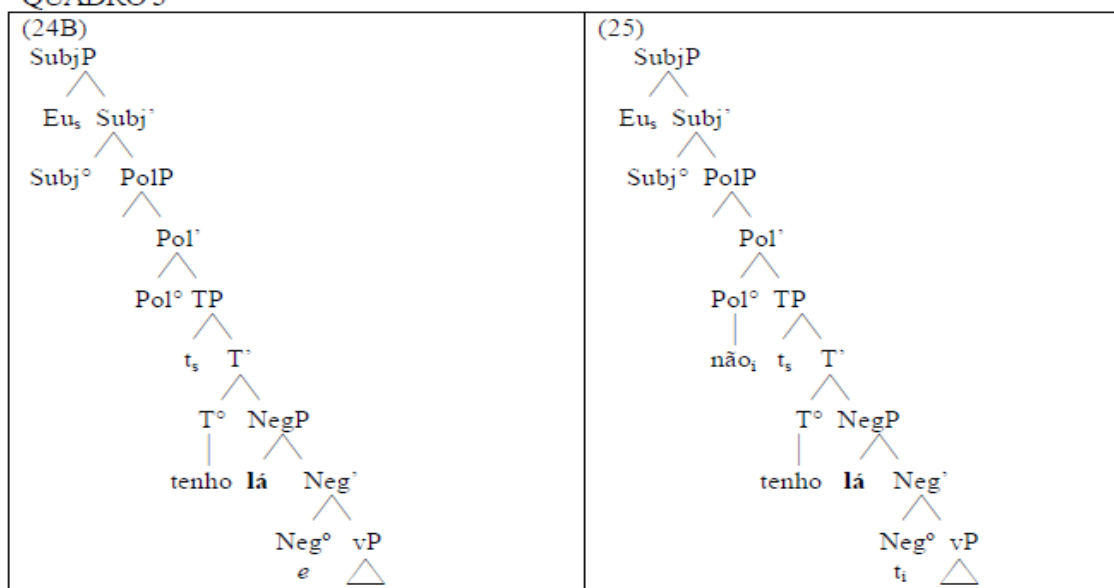 QUADRO 3
(24B) (25)
SubjP SubjP
Eus Subj’ Eus Subj’
Subj° PolP Subj° PolP
Pol’ Pol’
Pol° TP Pol° TP
ts T’ nãoi ts T’
T° NegP T° NegP
tenho lá Neg’ tenho lá Neg’
Neg° vP Neg° vP
e ti